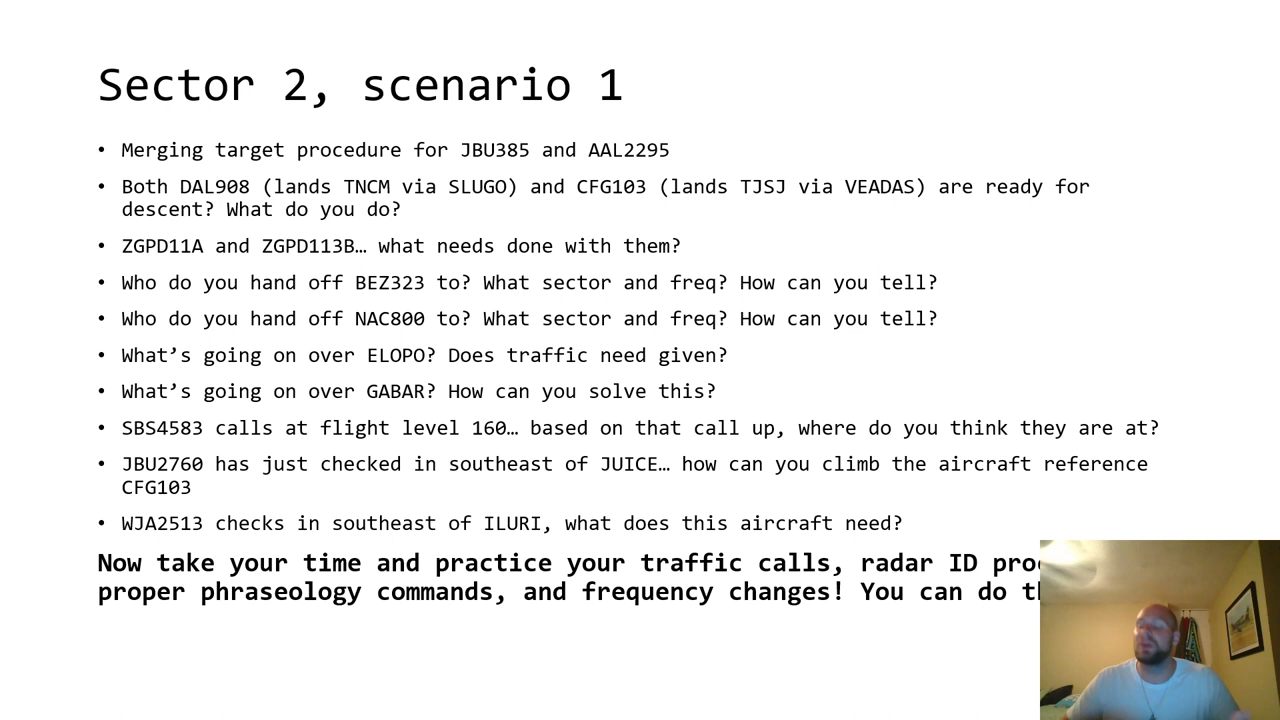 Sector 2, scenario 1
• Merging target procedure for JBU385 and AAL2295
• Both DAL908 (lands TNCM via SLUGO) and CFG103 (lands TJSJ via VEADAS) are ready for
descent? What do you do?
• ZGPD11A and ZGPD113B… what needs done with them?
• Who do you hand off BEZ323 to? What sector and freq? How can you tell?
• Who do you hand off NAC800 to? What sector and freq? How can you tell?
• What’s going on over ELOPO? Does traffic need given?
• What’s going on over GABAR? How can you solve this?
• SBS4583 calls at flight level 160… based on that call up, where do you think they are at?
• JBU2760 has just checked in southeast of JUICE… how can you climb the aircraft reference
CFG103
• WJA2513 checks in southeast of ILURI, what does this aircraft need?
Now take your time and practice your traffic calls, radar ID
proper phraseology commands, and frequency changes! You can do